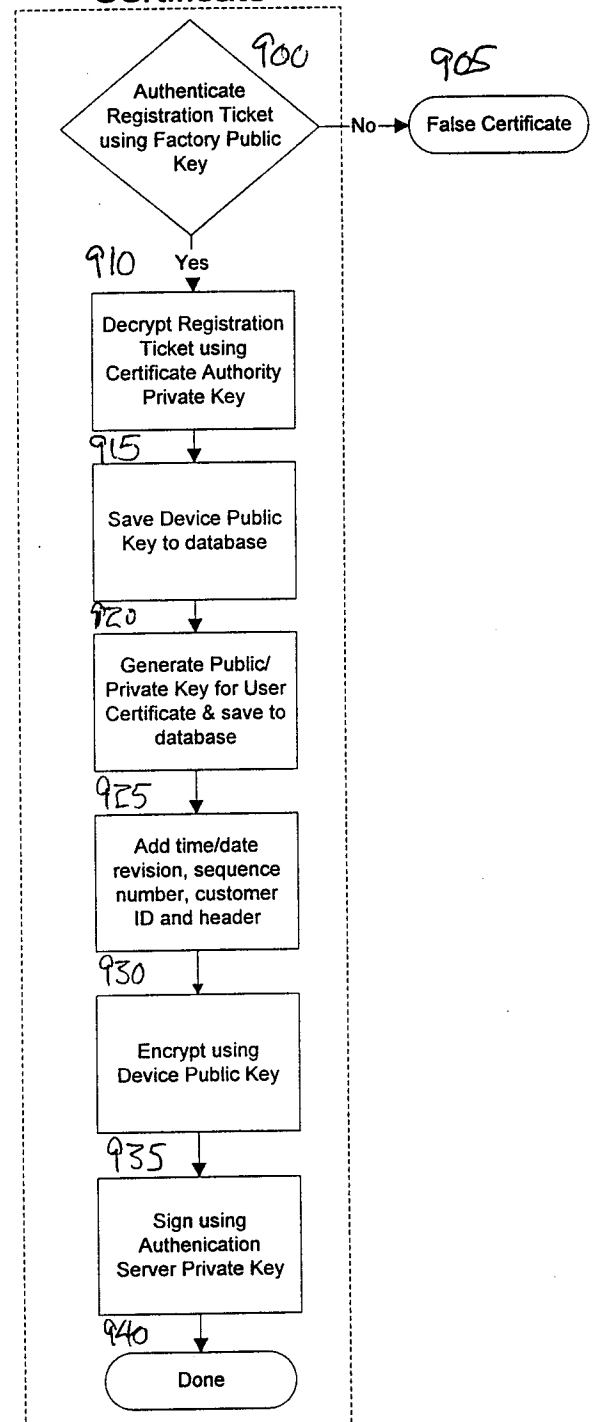 900
905
Authenticate
Registration Ticket
using Factory Public
Key
No
False Certificate
910
Yes
Decrypt Registration
Ticket using
Certificate Authority
Private Key
915
Save Device Public
Key to database
920
Generate Public/
Private Key for User
Certificate & save to
database
925
Add time/date
revision, sequence
number, customer
ID and header
930
Encrypt using
Device Public Key
935
Sign using
Authenication
Server Private Key
940
Done